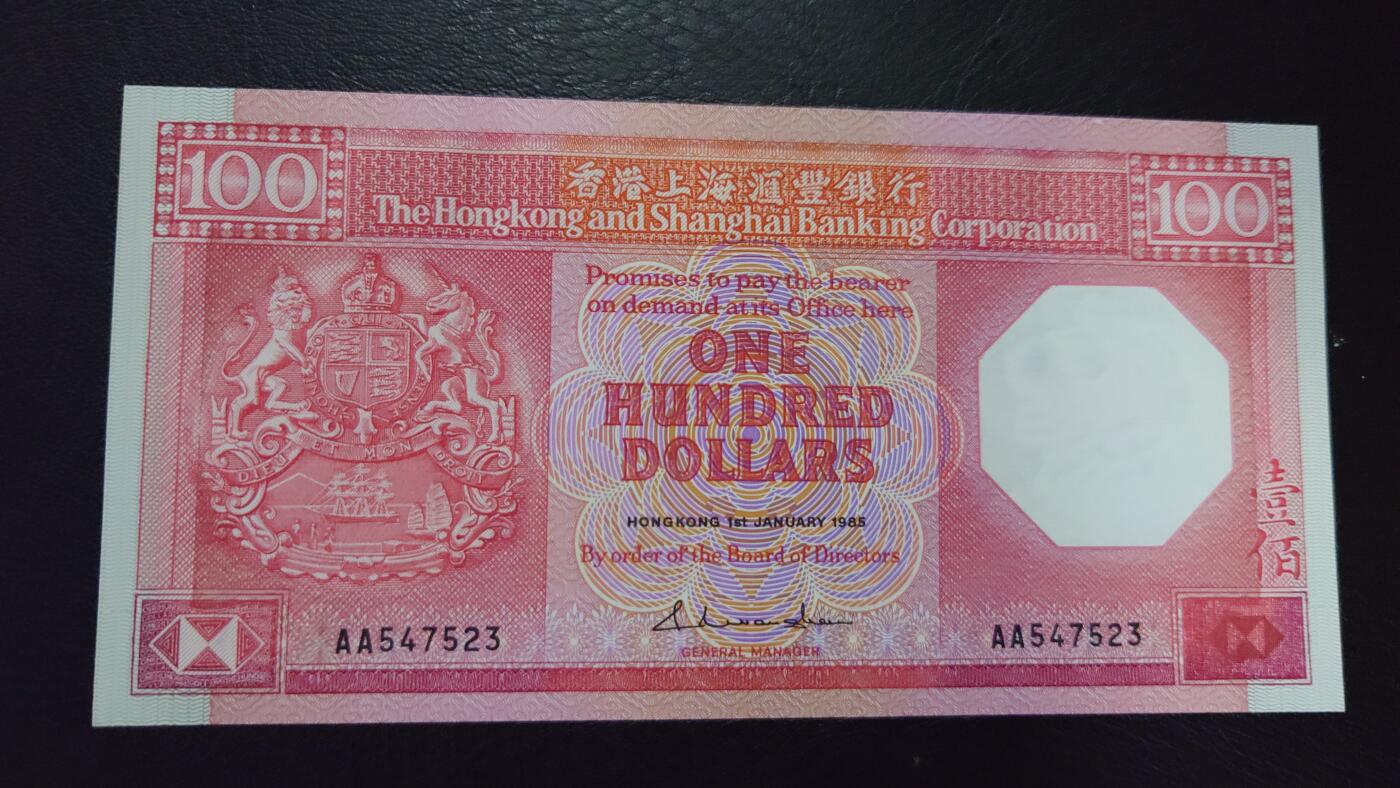 100
香港上海滙豐銀行
100
The Hongkong and Shanghai Banking Corporation
Promises to pay the bearer
on demand at its Office here
ONE
HUNDRED
DOLLARS
DIEU ET MON DROIT
HONGKONG 1st JANUARY 1985
By order of the Board of Directors
壹佰
AA547523
GENERAL MANAGER
AA547523